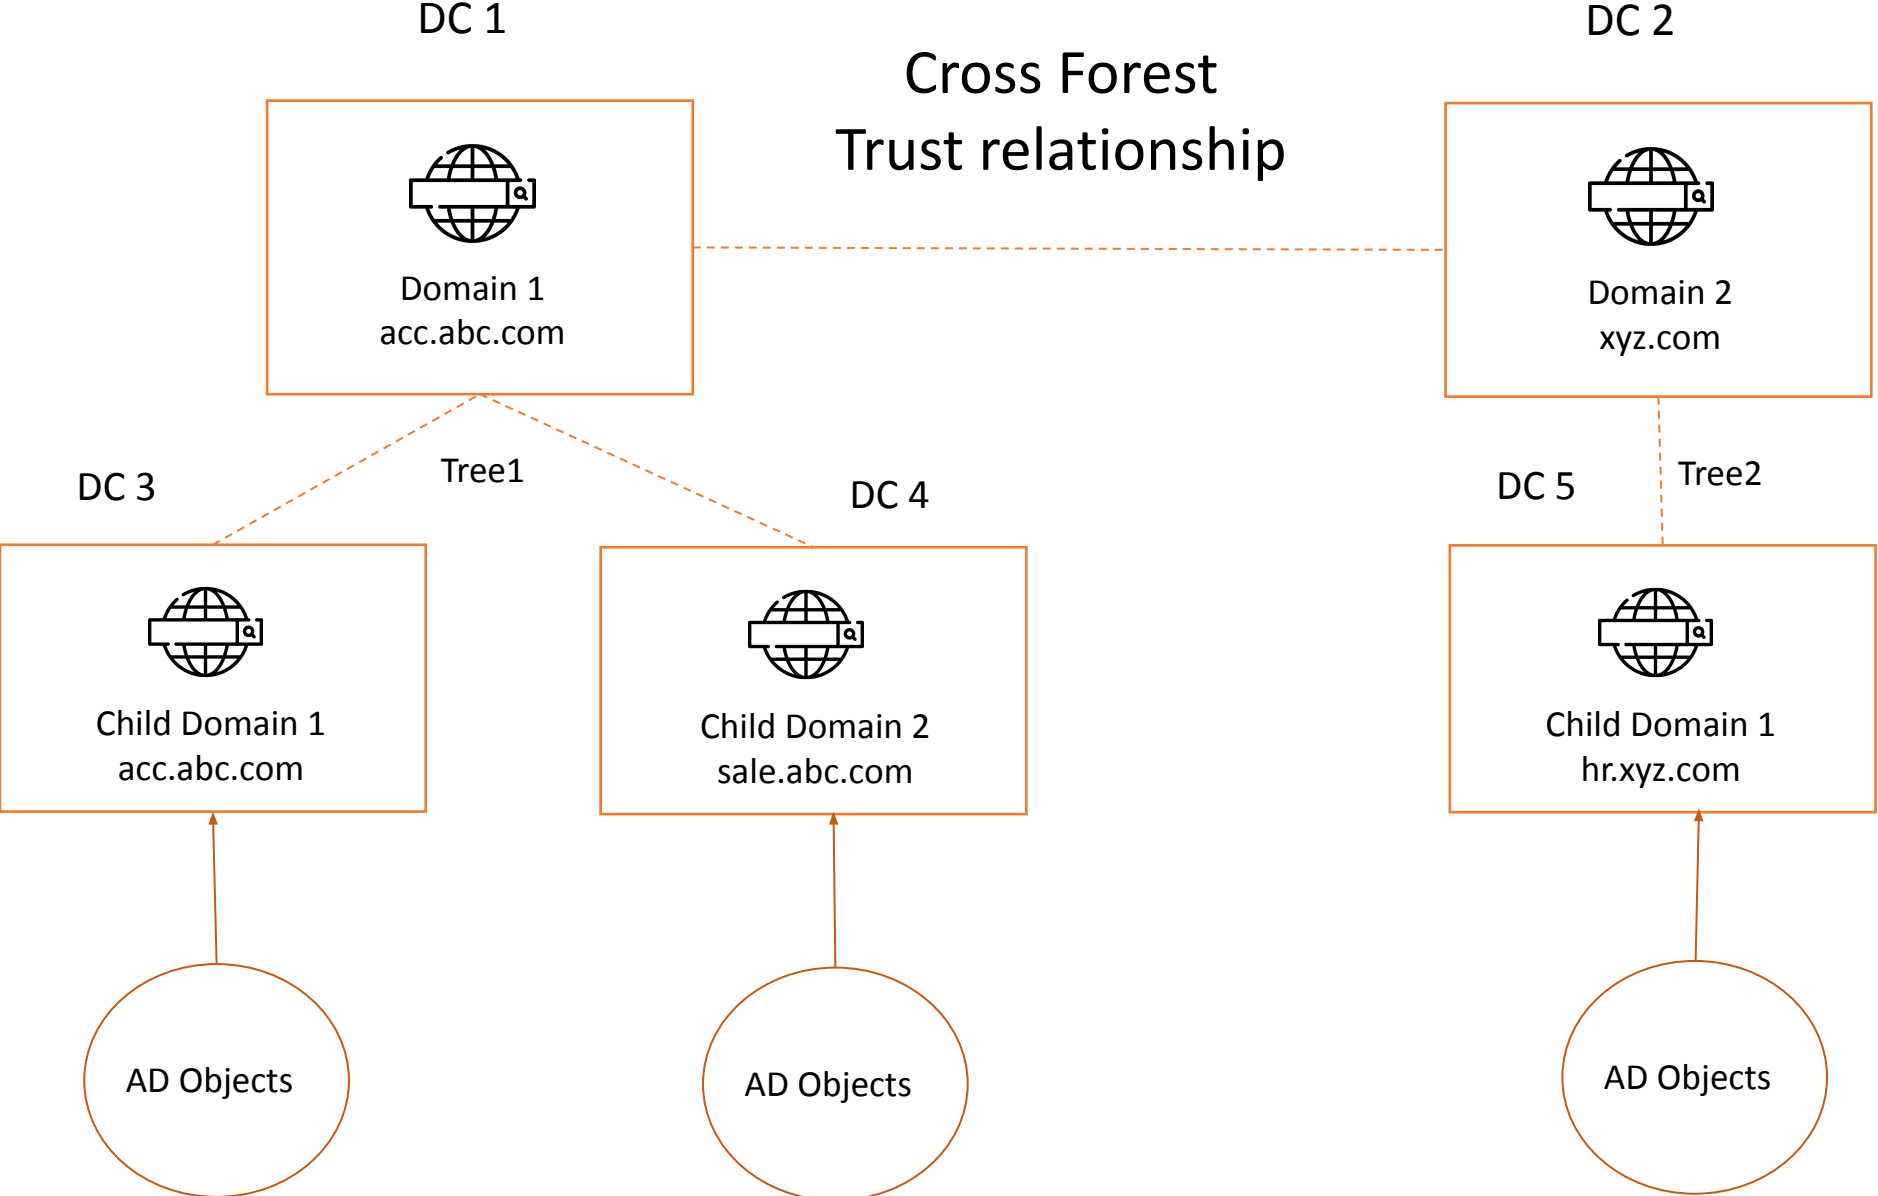 DC 1
DC 2
Cross Forest
Trust relationship
Domain 1
acc.abc.com
Domain 2
xyz.com
Tree1
Tree2
DC 3
DC 4
DC 5
Child Domain 1
acc.abc.com
Child Domain 2
sale.abc.com
Child Domain 1
hr.xyz.com
AD Objects
AD Objects
AD Objects